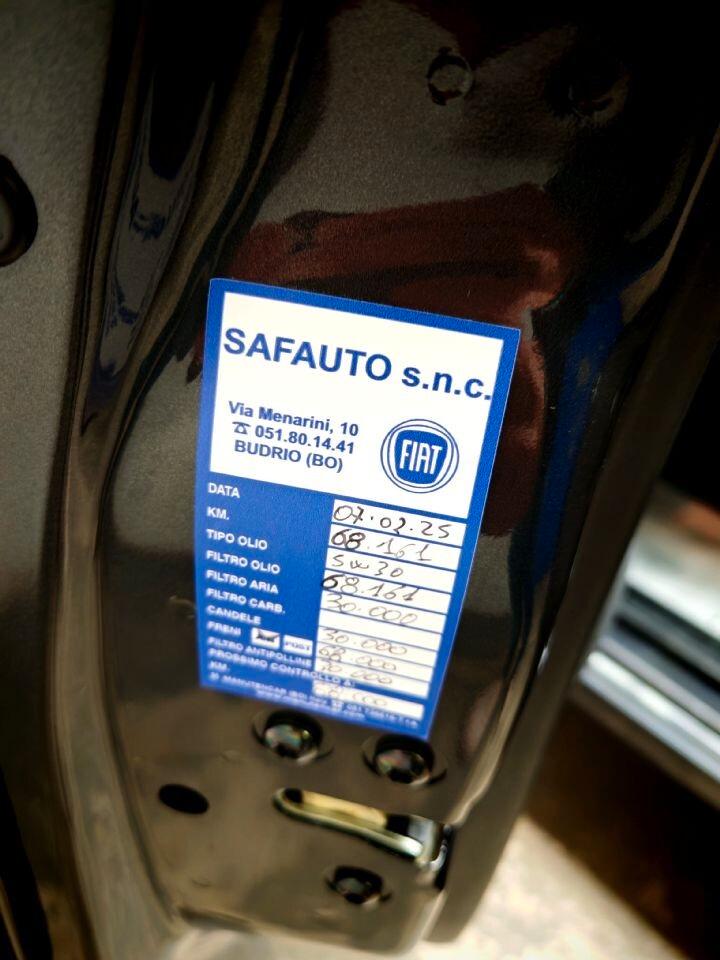 SAFAUTO s.n.c.
Via Menarini, 10
☎ 051.80.14.41
BUDRIO (BO)
FIAT
DATA 07.02.25
KM. 68.161
TIPO OLIO 5w30
FILTRO OLIO 68.161
FILTRO ARIA 30.000
FILTRO CARB.
CANDELE 30.000
FRENI POST
FILTRO ANTIPOLLINE
PROSSIMO CONTROLLO A:
KM.